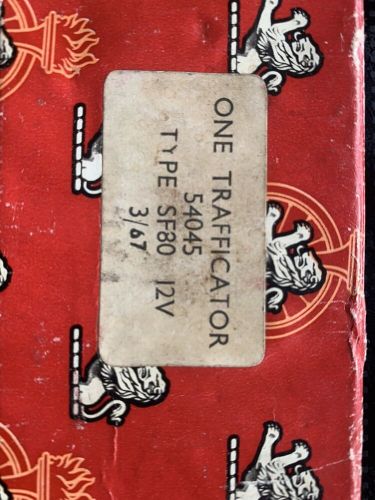 ONE TRAFFICATOR
54045
TYPE SF80 12V
3/67